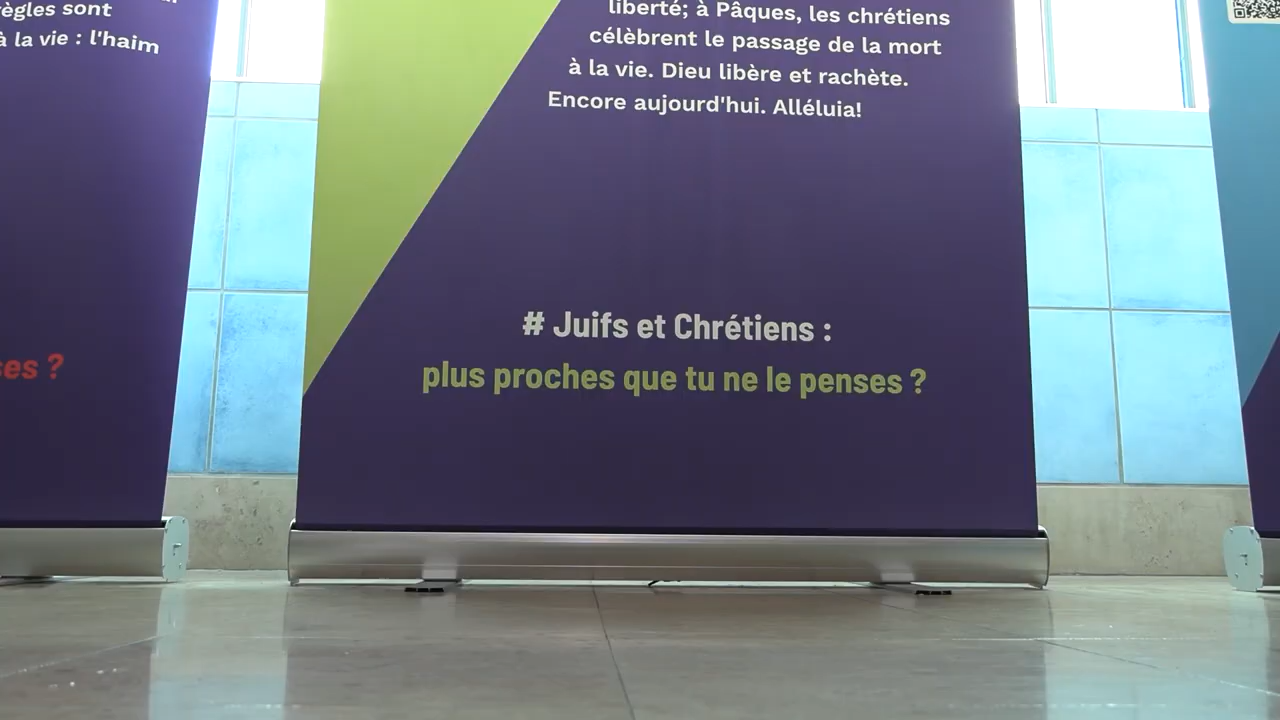 règles sont
à la vie : l'haim
ses ?
liberté; à Pâques, les chrétiens
célèbrent le passage de la mort
à la vie. Dieu libère et rachète.
Encore aujourd'hui. Alléluia!
# Juifs et Chrétiens :
plus proches que tu ne le penses ?